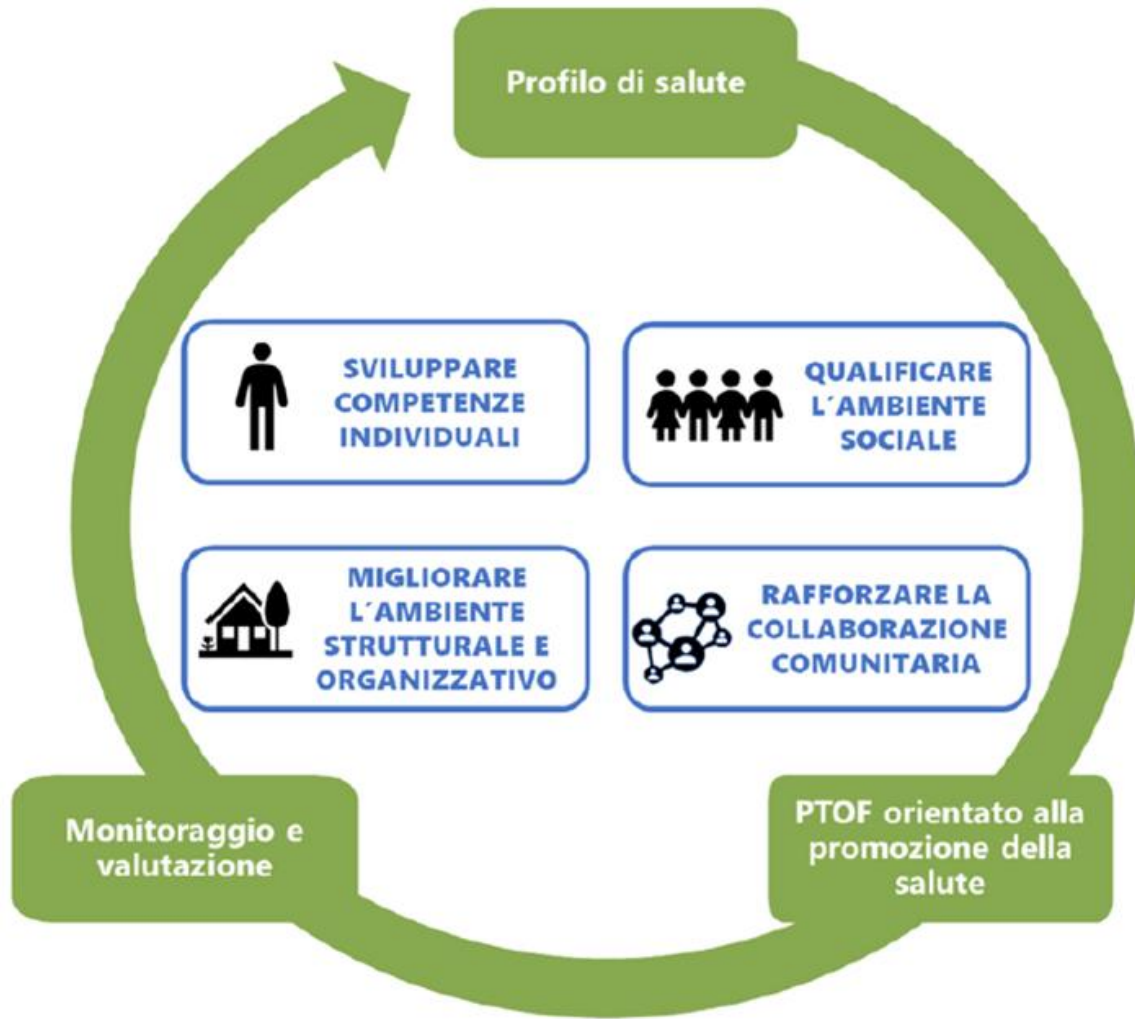 Profilo di salute
SVILUPPARE
COMPETENZE
INDIVIDUALI
QUALIFICARE
L´AMBIENTE
SOCIALE
MIGLIORARE
L´AMBIENTE
STRUTTURALE E
ORGANIZZATIVO
RAFFORZARE LA
COLLABORAZIONE
COMUNITARIA
Monitoraggio e
valutazione
PTOF orientato alla
promozione della
salute